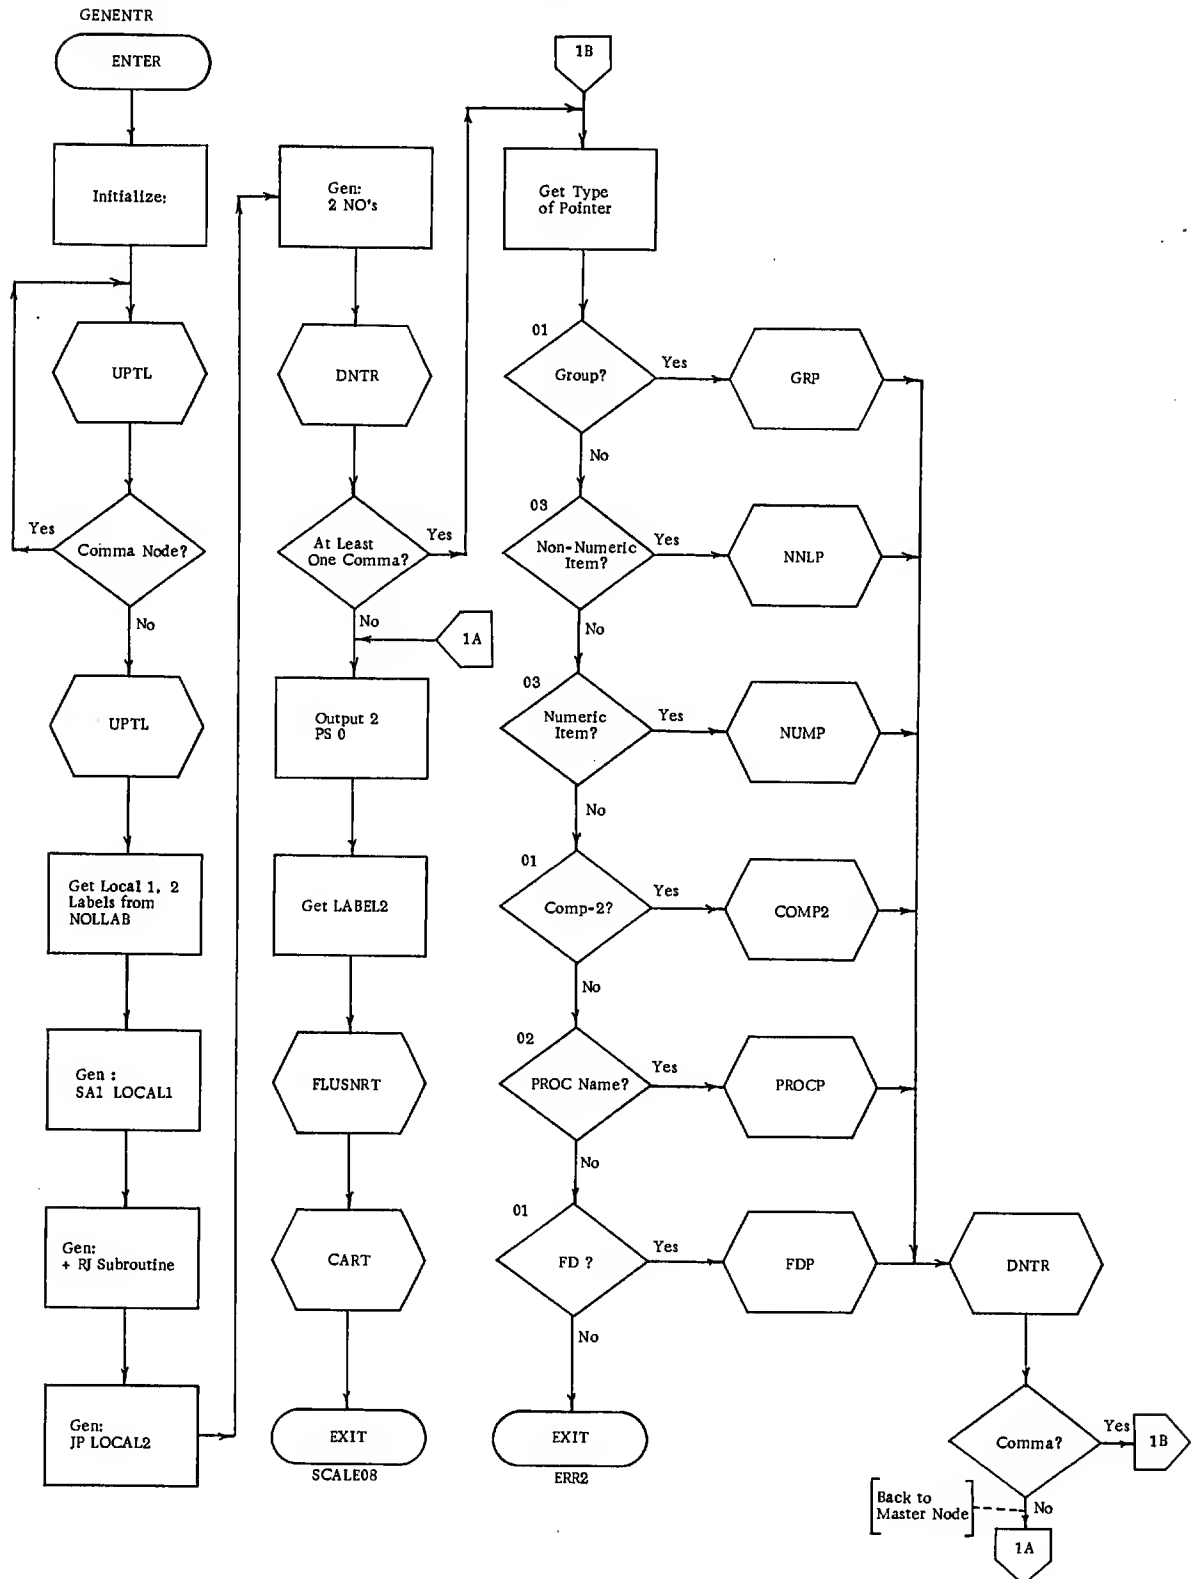 GENENTR
ENTER
Initialize:
UPTL
Comma Node?
Yes
No
UPTL
Get Local 1, 2
Labels from
NOLLAB
Gen :
SA1 LOCAL1
Gen:
+ RJ Subroutine
Gen:
JP LOCAL2
Gen:
2 NO's
DNTR
At Least
One Comma?
Yes
No
1A
Output 2
PS 0
Get LABEL2
FLUSNRT
CART
EXIT
SCALE08
1B
Get Type
of Pointer
01
Group?
Yes
GRP
No
03
Non-Numeric
Item?
Yes
NNLP
No
03
Numeric
Item?
Yes
NUMP
No
01
Comp-2?
Yes
COMP2
No
02
PROC Name?
Yes
PROCP
No
01
FD ?
Yes
FDP
No
EXIT
ERR2
DNTR
Comma?
Yes
1B
Back to
Master Node
No
1A